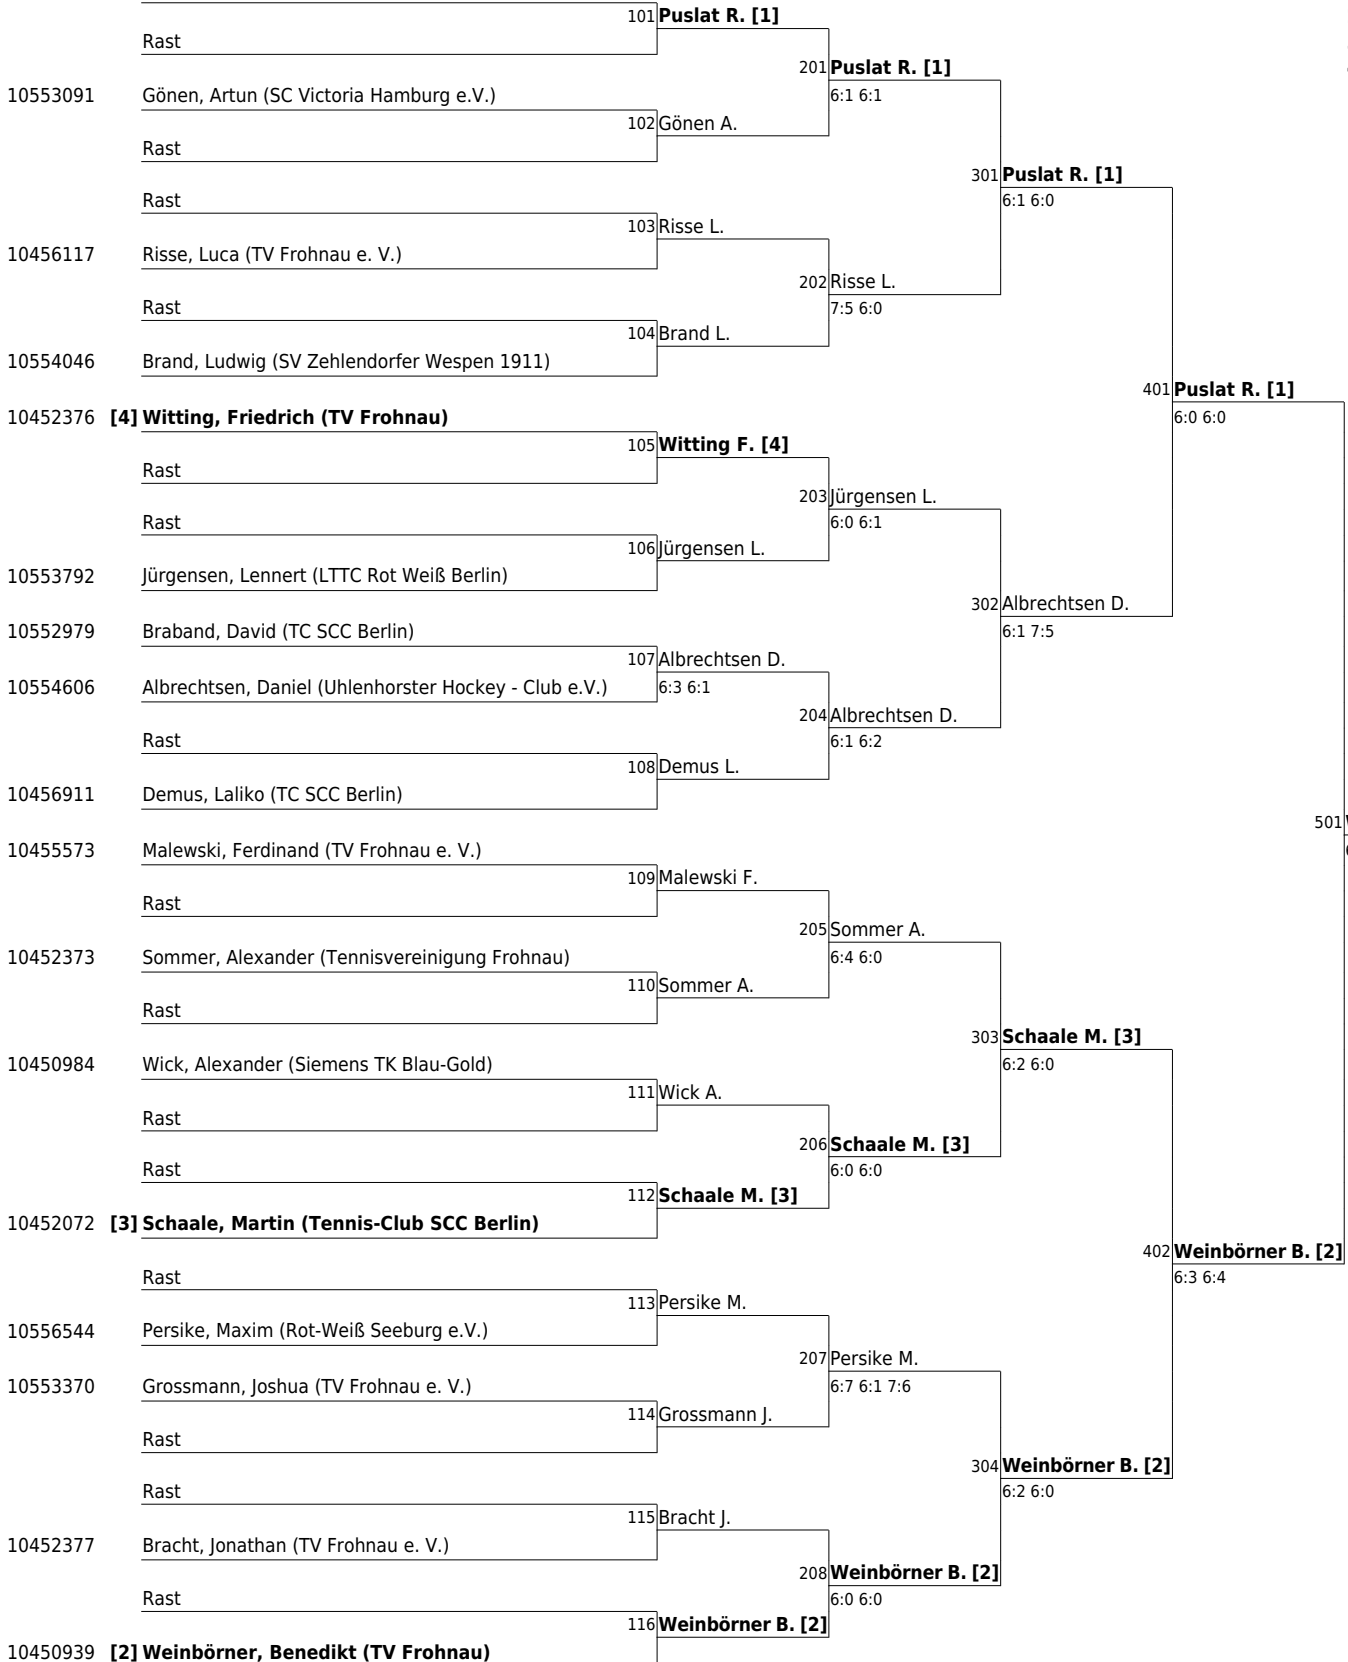 101 Puslat R. [1]
Rast
201 Puslat R. [1]
10553091 Gönen, Artun (SC Victoria Hamburg e.V.) 6:1 6:1
102 Gönen A.
Rast
301 Puslat R. [1]
Rast 6:1 6:0
103 Risse L.
10456117 Risse, Luca (TV Frohnau e. V.)
202 Risse L.
Rast 7:5 6:0
104 Brand L.
10554046 Brand, Ludwig (SV Zehlendorfer Wespen 1911)
401 Puslat R. [1]
10452376 [4] Witting, Friedrich (TV Frohnau) 6:0 6:0
105 Witting F. [4]
Rast
203 Jürgensen L.
Rast 6:0 6:1
106 Jürgensen L.
10553792 Jürgensen, Lennert (LTTC Rot Weiß Berlin)
302 Albrechtsen D.
10552979 Braband, David (TC SCC Berlin) 6:1 7:5
107 Albrechtsen D.
10554606 Albrechtsen, Daniel (Uhlenhorster Hockey - Club e.V.) 6:3 6:1
204 Albrechtsen D.
Rast 6:1 6:2
108 Demus L.
10456911 Demus, Laliko (TC SCC Berlin)
501
10455573 Malewski, Ferdinand (TV Frohnau e. V.)
109 Malewski F.
Rast
205 Sommer A.
10452373 Sommer, Alexander (Tennisvereinigung Frohnau) 6:4 6:0
110 Sommer A.
Rast
303 Schaale M. [3]
10450984 Wick, Alexander (Siemens TK Blau-Gold) 6:2 6:0
111 Wick A.
Rast
206 Schaale M. [3]
Rast 6:0 6:0
112 Schaale M. [3]
10452072 [3] Schaale, Martin (Tennis-Club SCC Berlin)
402 Weinbörner B. [2]
Rast 6:3 6:4
113 Persike M.
10556544 Persike, Maxim (Rot-Weiß Seeburg e.V.)
207 Persike M.
10553370 Grossmann, Joshua (TV Frohnau e. V.) 6:7 6:1 7:6
114 Grossmann J.
Rast
304 Weinbörner B. [2]
Rast 6:2 6:0
115 Bracht J.
10452377 Bracht, Jonathan (TV Frohnau e. V.)
208 Weinbörner B. [2]
Rast 6:0 6:0
116 Weinbörner B. [2]
10450939 [2] Weinbörner, Benedikt (TV Frohnau)